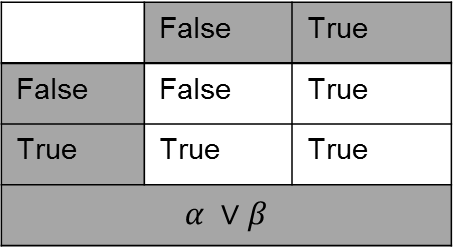 False True
False False True
True True True
𝛼 ∨ 𝛽